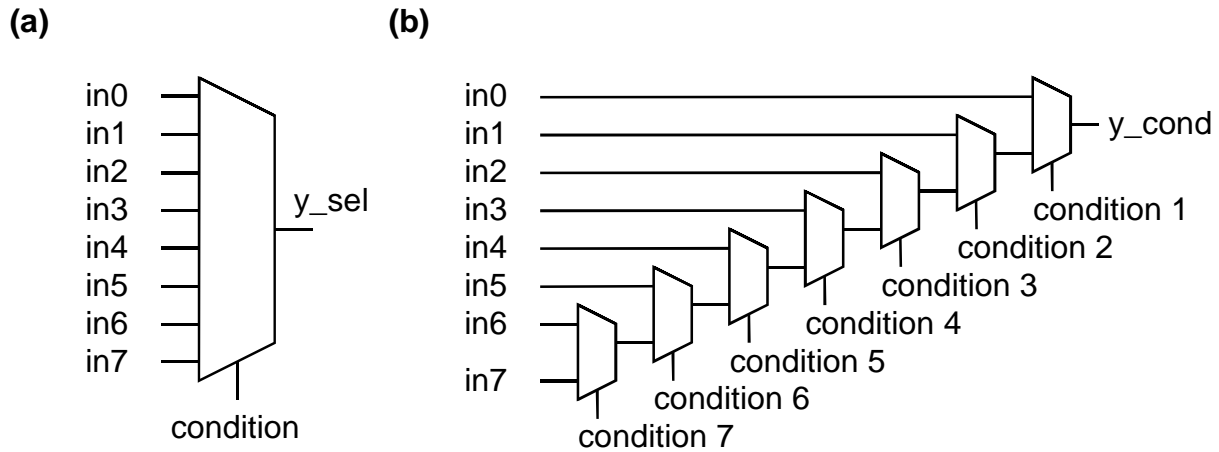 (a)
in0
in1
in2
in3
in4
in5
in6
in7
y_sel
condition
(b)
in0
in1
in2
in3
in4
in5
in6
in7
y_cond
condition 1
condition 2
condition 3
condition 4
condition 5
condition 6
condition 7